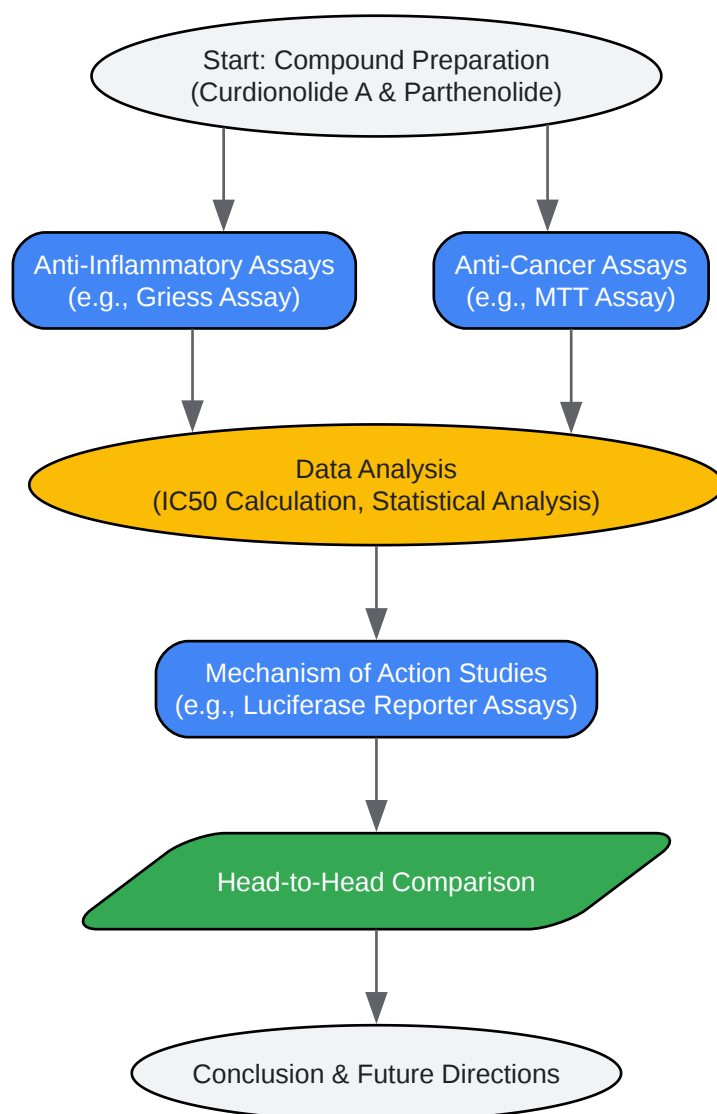 Start: Compound Preparation
(Curdionolide A & Parthenolide)
Anti-Inflammatory Assays
(e.g., Griess Assay)
Anti-Cancer Assays
(e.g., MTT Assay)
Data Analysis
(IC50 Calculation, Statistical Analysis)
Mechanism of Action Studies
(e.g., Luciferase Reporter Assays)
Head-to-Head Comparison
Conclusion & Future Directions